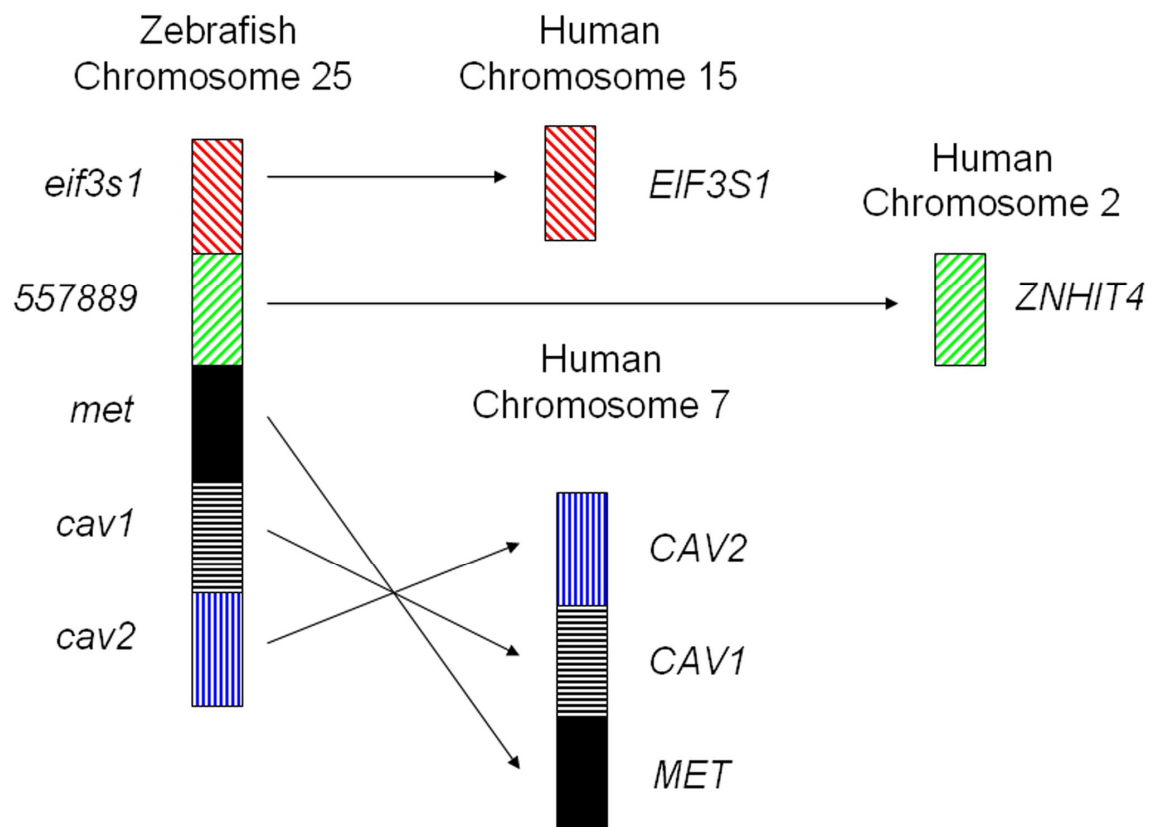 Zebrafish
Chromosome 25
Human
Chromosome 15
Human
Chromosome 2
eif3s1
EIF3S1
557889
ZNHIT4
Human
Chromosome 7
met
cav1
CAV2
cav2
CAV1
MET